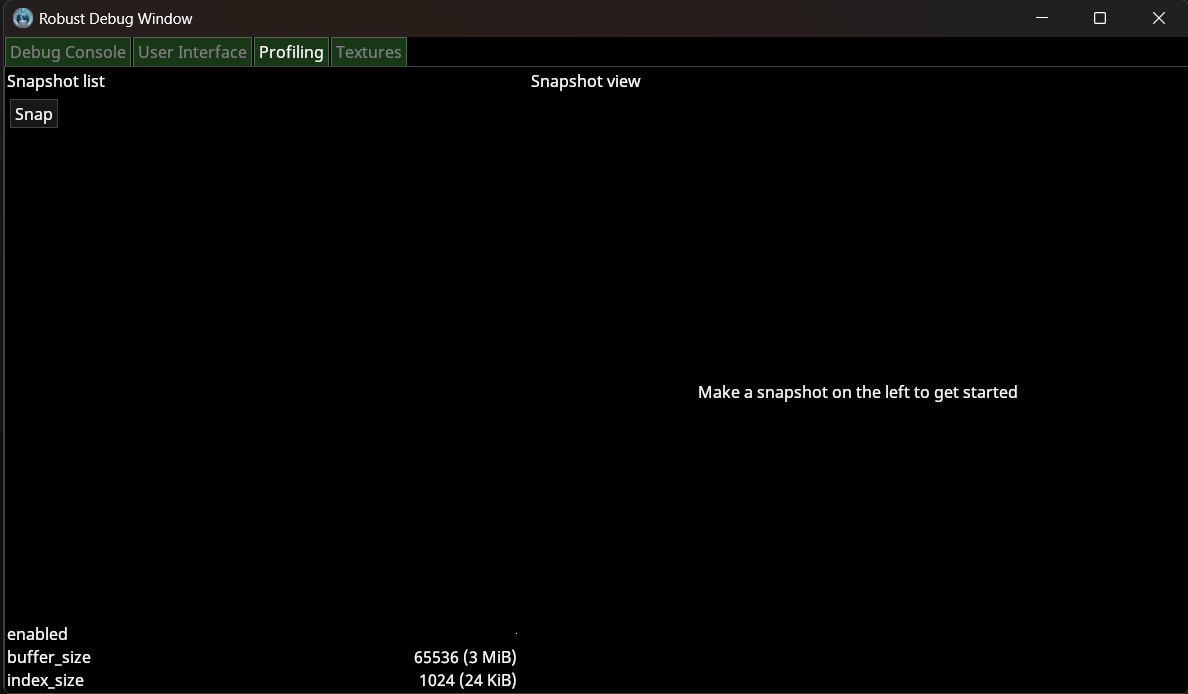 Robust Debug Window
Debug Console User Interface Profiling Textures
Snapshot list
Snapshot view
Snap
Make a snapshot on the left to get started
enabled
buffer_size 65536 (3 MiB)
index_size 1024 (24 KiB)